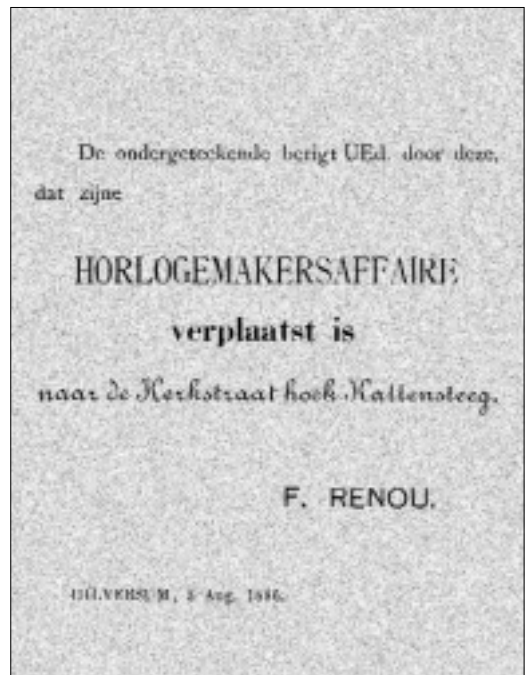 De ondergeteekende berigt UEd. door deze,
dat zijne
HORLOGEMAKERSAFFAIRE
verplaatst is
naar de Kerkstraat hoek Kattensteeg.
F. RENOU.
HILVERSUM, 5 Aug.